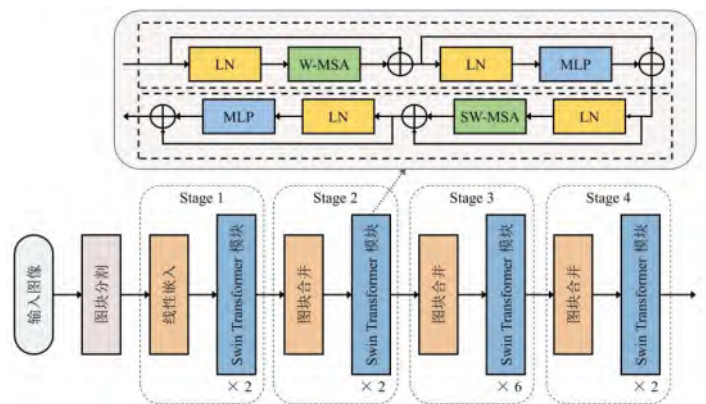 LN W-MSA LN MLP
MLP LN SW-MSA LN
Stage 1 Stage 2 Stage 3 Stage 4
输入图像
图块分割
线性嵌入
Swin Transformer 模块
图块合并
Swin Transformer 模块
图块合并
Swin Transformer 模块
图块合并
Swin Transformer 模块
× 2 × 2 × 6 × 2